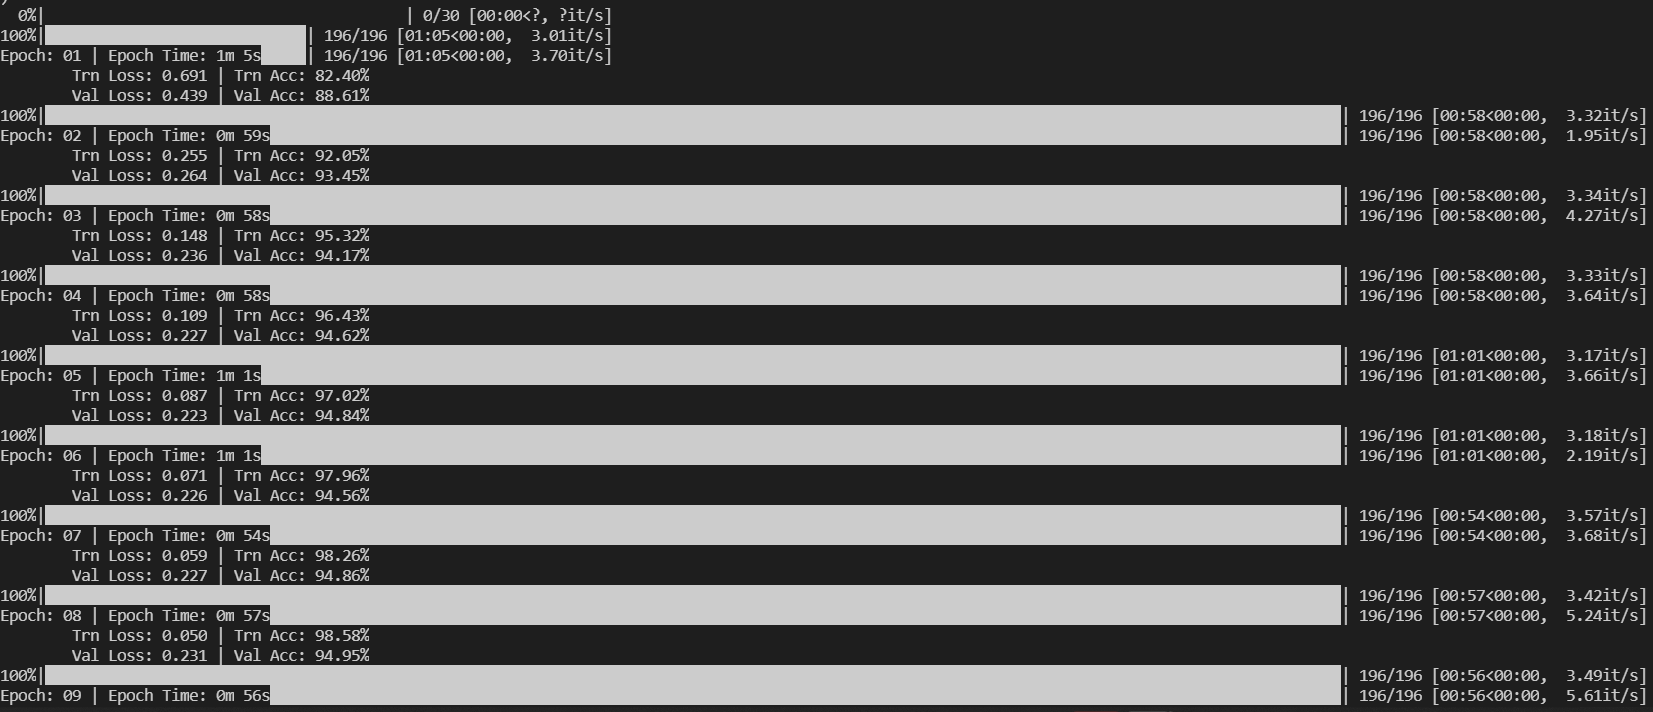 0%| | 0/30 [00:00<?, ?it/s]
100%| | 196/196 [01:05<00:00, 3.01it/s]
Epoch: 01 | Epoch Time: 1m 5s | 196/196 [01:05<00:00, 3.70it/s]
Trn Loss: 0.691 | Trn Acc: 82.40%
Val Loss: 0.439 | Val Acc: 88.61%
100%| | 196/196 [00:58<00:00, 3.32it/s]
Epoch: 02 | Epoch Time: 0m 59s | 196/196 [00:58<00:00, 1.95it/s]
Trn Loss: 0.255 | Trn Acc: 92.05%
Val Loss: 0.264 | Val Acc: 93.45%
100%| | 196/196 [00:58<00:00, 3.34it/s]
Epoch: 03 | Epoch Time: 0m 58s | 196/196 [00:58<00:00, 4.27it/s]
Trn Loss: 0.148 | Trn Acc: 95.32%
Val Loss: 0.236 | Val Acc: 94.17%
100%| | 196/196 [00:58<00:00, 3.33it/s]
Epoch: 04 | Epoch Time: 0m 58s | 196/196 [00:58<00:00, 3.64it/s]
Trn Loss: 0.109 | Trn Acc: 96.43%
Val Loss: 0.227 | Val Acc: 94.62%
100%| | 196/196 [01:01<00:00, 3.17it/s]
Epoch: 05 | Epoch Time: 1m 1s | 196/196 [01:01<00:00, 3.66it/s]
Trn Loss: 0.087 | Trn Acc: 97.02%
Val Loss: 0.223 | Val Acc: 94.84%
100%| | 196/196 [01:01<00:00, 3.18it/s]
Epoch: 06 | Epoch Time: 1m 1s | 196/196 [01:01<00:00, 2.19it/s]
Trn Loss: 0.071 | Trn Acc: 97.96%
Val Loss: 0.226 | Val Acc: 94.56%
100%| | 196/196 [00:54<00:00, 3.57it/s]
Epoch: 07 | Epoch Time: 0m 54s | 196/196 [00:54<00:00, 3.68it/s]
Trn Loss: 0.059 | Trn Acc: 98.26%
Val Loss: 0.227 | Val Acc: 94.86%
100%| | 196/196 [00:57<00:00, 3.42it/s]
Epoch: 08 | Epoch Time: 0m 57s | 196/196 [00:57<00:00, 5.24it/s]
Trn Loss: 0.050 | Trn Acc: 98.58%
Val Loss: 0.231 | Val Acc: 94.95%
100%| | 196/196 [00:56<00:00, 3.49it/s]
Epoch: 09 | Epoch Time: 0m 56s | 196/196 [00:56<00:00, 5.61it/s]